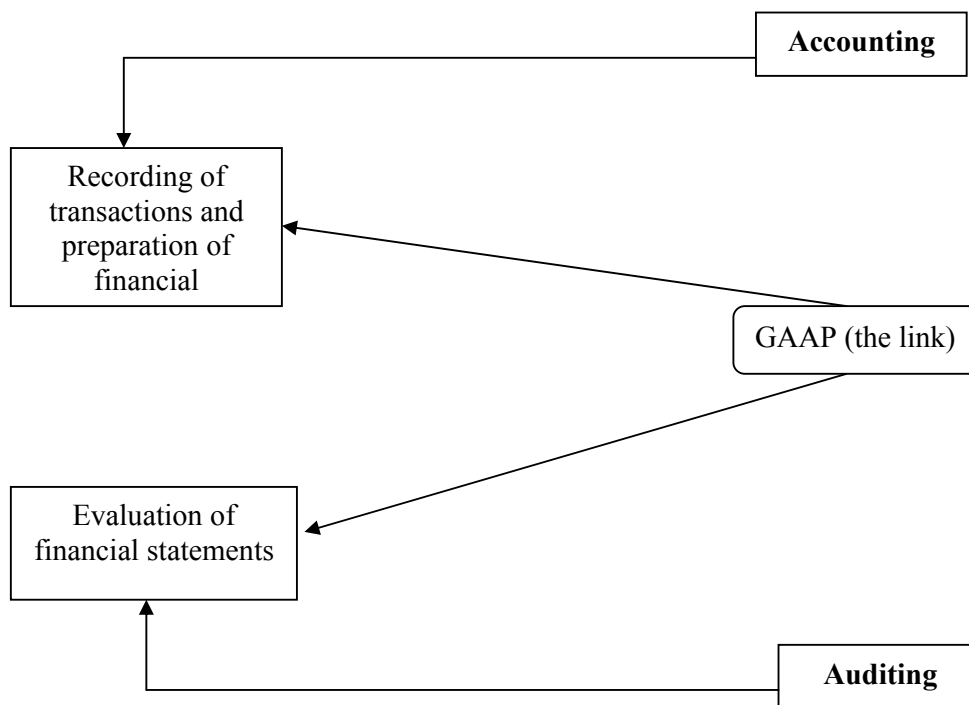 Accounting
Recording of
transactions and
preparation of
financial
GAAP (the link)
Evaluation of
financial statements
Auditing